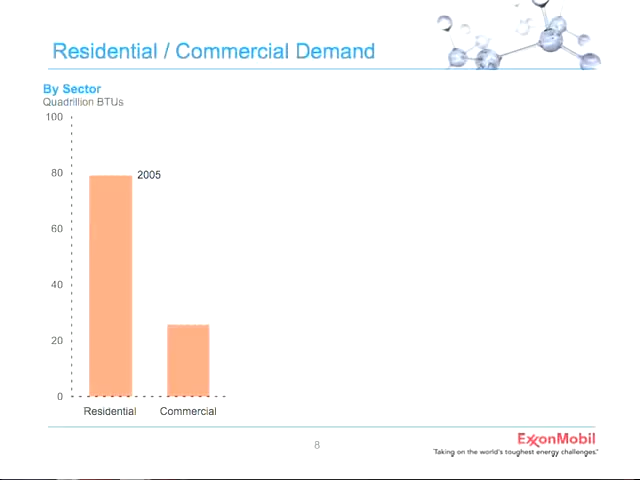 Residential / Commercial Demand
By Sector
Quadrillion BTUs
100
80
2005
60
40
20
0
Residential Commercial
8
ExxonMobil
"Taking on the world's toughest energy challenges."